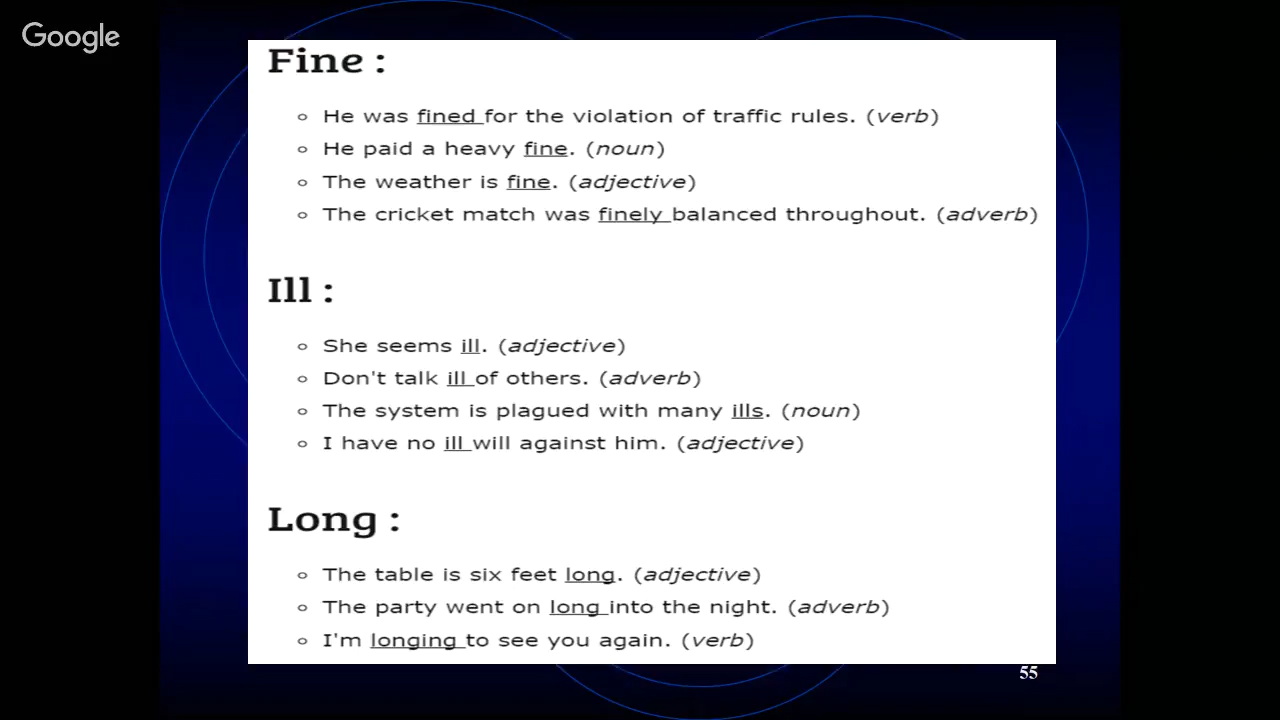 Google
Fine :
He was fined for the violation of traffic rules. (verb)
He paid a heavy fine. (noun)
The weather is fine. (adjective)
The cricket match was finely balanced throughout. (adverb)
Ill :
She seems ill. (adjective)
Don't talk ill of others. (adverb)
The system is plagued with many ills. (noun)
I have no ill will against him. (adjective)
Long :
The table is six feet long. (adjective)
The party went on long into the night. (adverb)
I'm longing to see you again. (verb)
55